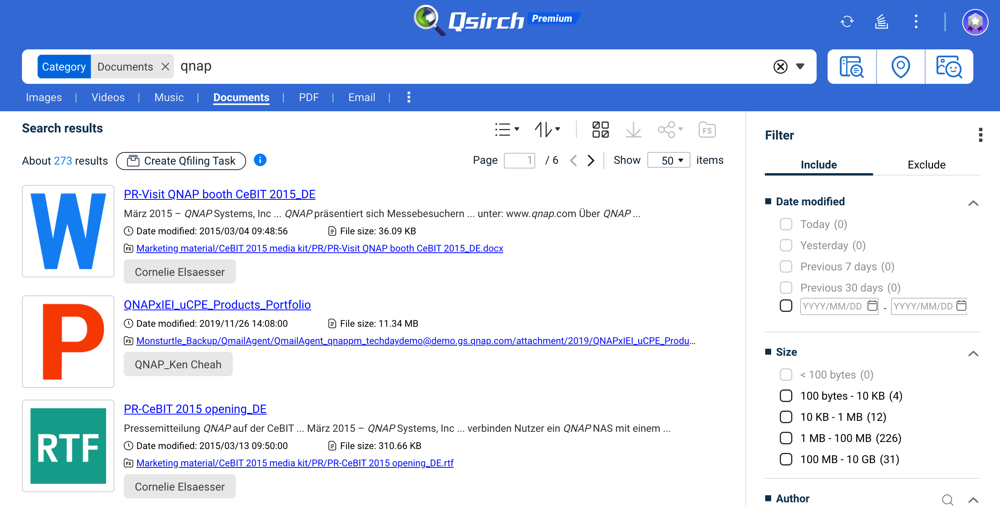 Qsirch Premium
Category Documents qnap
Images | Videos | Music | Documents | PDF | Email |
Search results
FS
About 273 results Create Qfiling Task i
Page 1 / 6 Show 50 items
W
PR-Visit QNAP booth CeBIT 2015_DE
März 2015 – QNAP Systems, Inc ... QNAP präsentiert sich Messebesuchern ... unter: www.qnap.com Über QNAP ...
Date modified: 2015/03/04 09:48:56 File size: 36.09 KB
FS Marketing material/CeBIT 2015 media kit/PR/PR-Visit QNAP booth CeBIT 2015_DE.docx
Cornelie Elsaesser
P
QNAPxIEI_uCPE_Products_Portfolio
Date modified: 2019/11/26 14:08:00 File size: 11.34 MB
FS Monsturtle_Backup/QmailAgent/QmailAgent_qnappm_techdaydemo@demo.gs.qnap.com/attachment/2019/QNAPxIEI_uCPE_Produ...
QNAP_Ken Cheah
RTF
PR-CeBIT 2015 opening_DE
Pressemitteilung QNAP auf der CeBIT ... März 2015 – QNAP Systems, Inc ... verbinden Nutzer ein QNAP NAS mit einem ...
Date modified: 2015/03/13 09:50:00 File size: 310.66 KB
FS Marketing material/CeBIT 2015 media kit/PR/PR-CeBIT 2015 opening_DE.rtf
Cornelie Elsaesser
Filter
Include Exclude
Date modified
Today (0)
Yesterday (0)
Previous 7 days (0)
Previous 30 days (0)
YYYY/MM/DD - YYYY/MM/DD
Size
< 100 bytes (0)
100 bytes - 10 KB (4)
10 KB - 1 MB (12)
1 MB - 100 MB (226)
100 MB - 10 GB (31)
Author